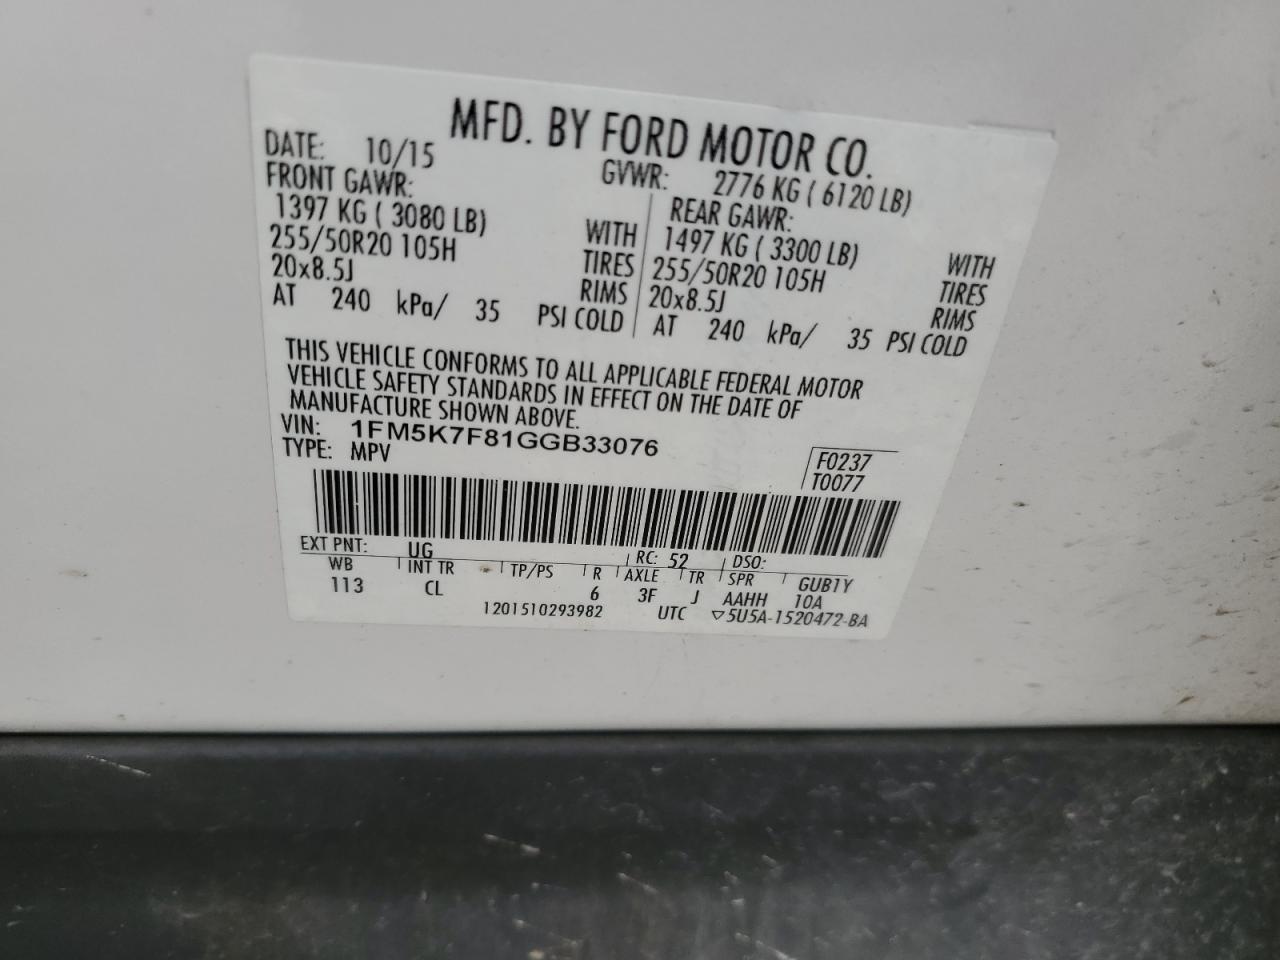 MFD. BY FORD MOTOR CO.
DATE: 10/15 GVWR: 2776 KG ( 6120 LB)
FRONT GAWR: REAR GAWR:
1397 KG ( 3080 LB) WITH 1497 KG ( 3300 LB) WITH
255/50R20 105H TIRES 255/50R20 105H TIRES
20x8.5J RIMS 20x8.5J RIMS
AT 240 kPa/ 35 PSI COLD AT 240 kPa/ 35 PSI COLD
THIS VEHICLE CONFORMS TO ALL APPLICABLE FEDERAL MOTOR
VEHICLE SAFETY STANDARDS IN EFFECT ON THE DATE OF
MANUFACTURE SHOWN ABOVE.
VIN: 1FM5K7F81GGB33076
TYPE: MPV
F0237
T0077
EXT PNT: UG RC: 52 DSO:
WB INT TR TP/PS R AXLE TR SPR GUB1Y
113 CL 6 3F J AAHH 10A
1201510293982 UTC ▽5U5A-1520472-BA